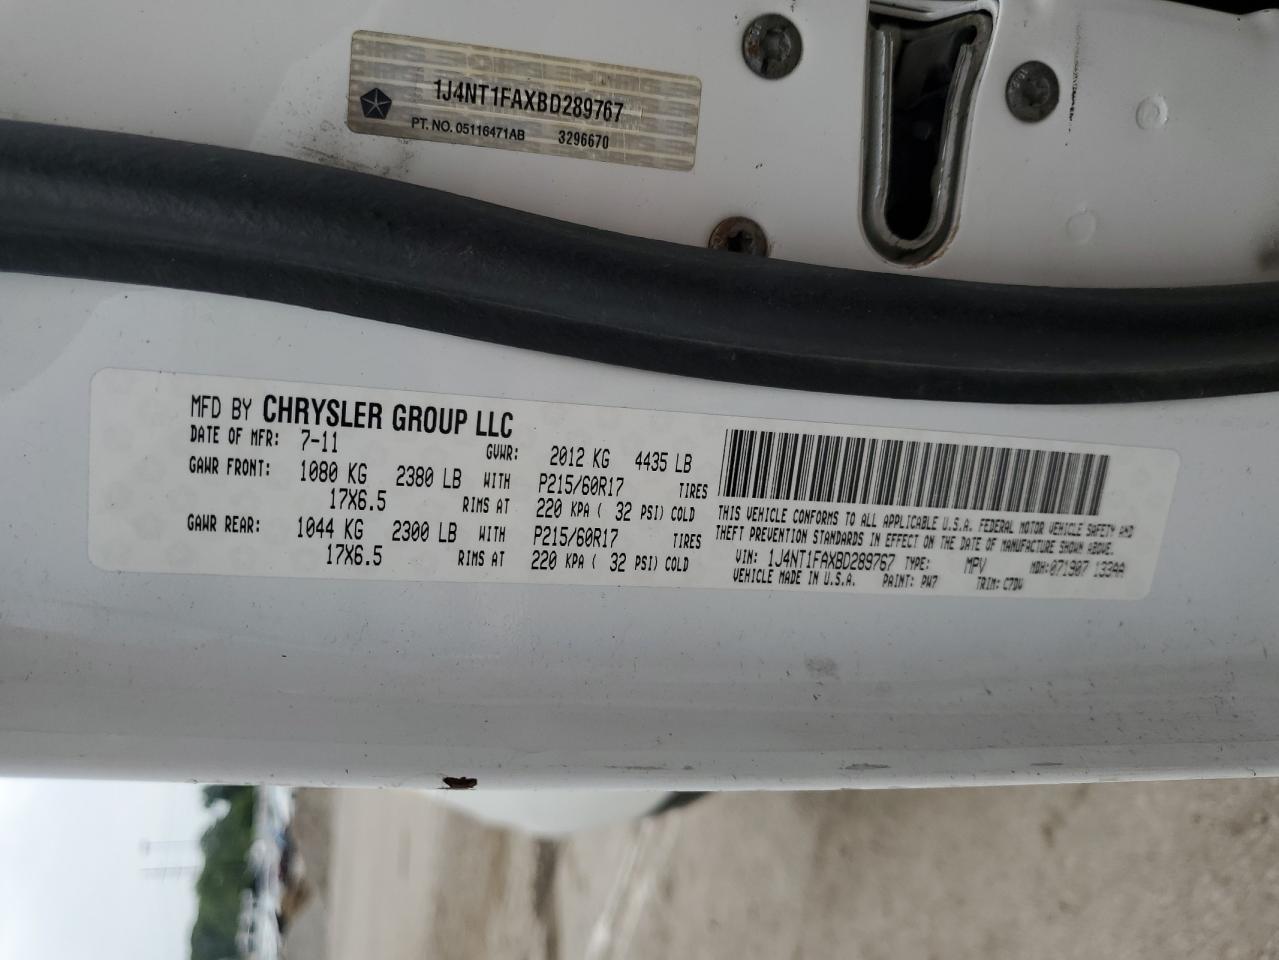 1J4NT1FAXBD289767
PT. NO. 05116471AB 3296670
MFD BY CHRYSLER GROUP LLC
DATE OF MFR: 7-11 GVWR: 2012 KG 4435 LB
GAWR FRONT: 1080 KG 2380 LB WITH P215/60R17 TIRES
17X6.5 RIMS AT 220 KPA ( 32 PSI) COLD
GAWR REAR: 1044 KG 2300 LB WITH P215/60R17 TIRES
17X6.5 RIMS AT 220 KPA ( 32 PSI) COLD
THIS VEHICLE CONFORMS TO ALL APPLICABLE U.S.A. FEDERAL MOTOR VEHICLE SAFETY AND
THEFT PREVENTION STANDARDS IN EFFECT ON THE DATE OF MANUFACTURE SHOWN ABOVE.
VIN: 1J4NT1FAXBD289767 TYPE: MPV MDH: 071907 133AA
VEHICLE MADE IN U.S.A. PAINT: PW7 TRIM: C7DV